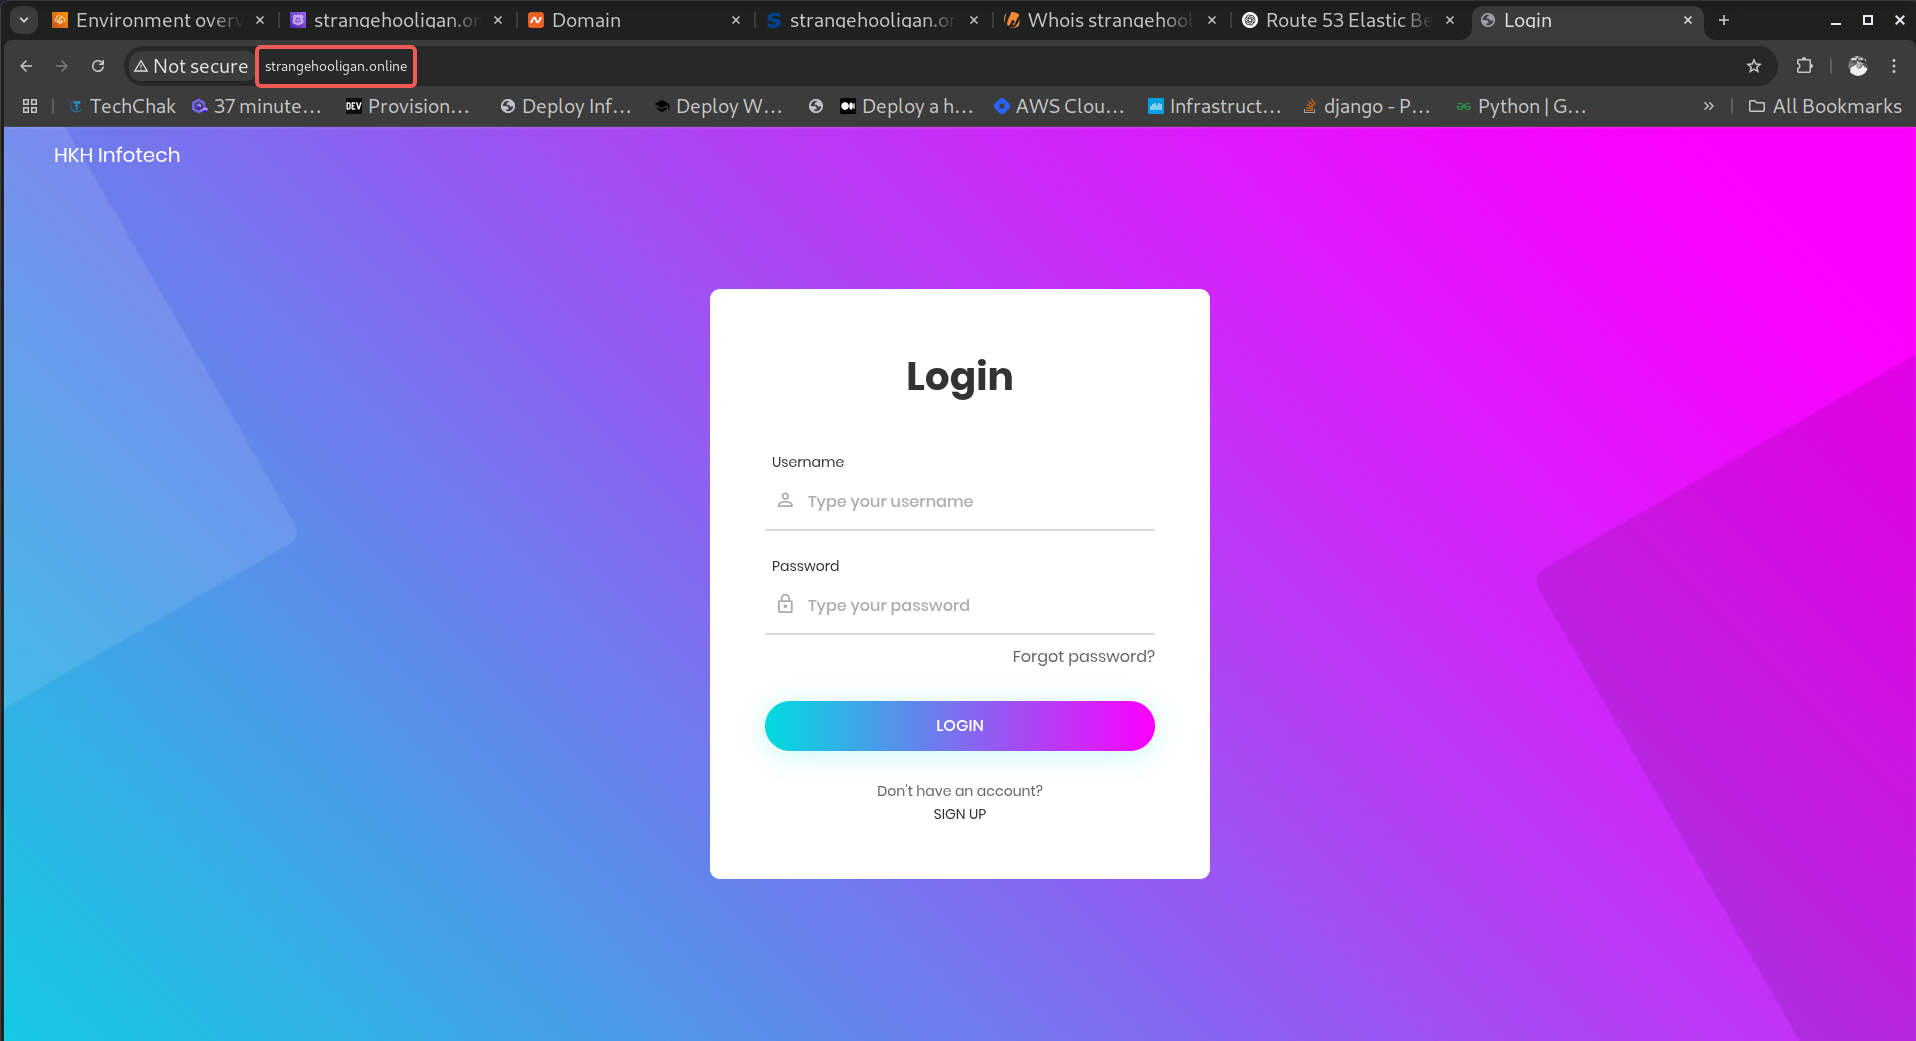 Environment overv
strangehooligan.or
Domain
strangehooligan.or
Whois strangehool
Route 53 Elastic Be
Login
Not secure
strangehooligan.online
TechChak
37 minute...
DEV
Provision...
Deploy Inf...
Deploy W...
Deploy a h...
AWS Clou...
Infrastruct...
django - P...
Python | G...
»
All Bookmarks
HKH Infotech
Login
Username
Type your username
Password
Type your password
Forgot password?
LOGIN
Don't have an account?
SIGN UP